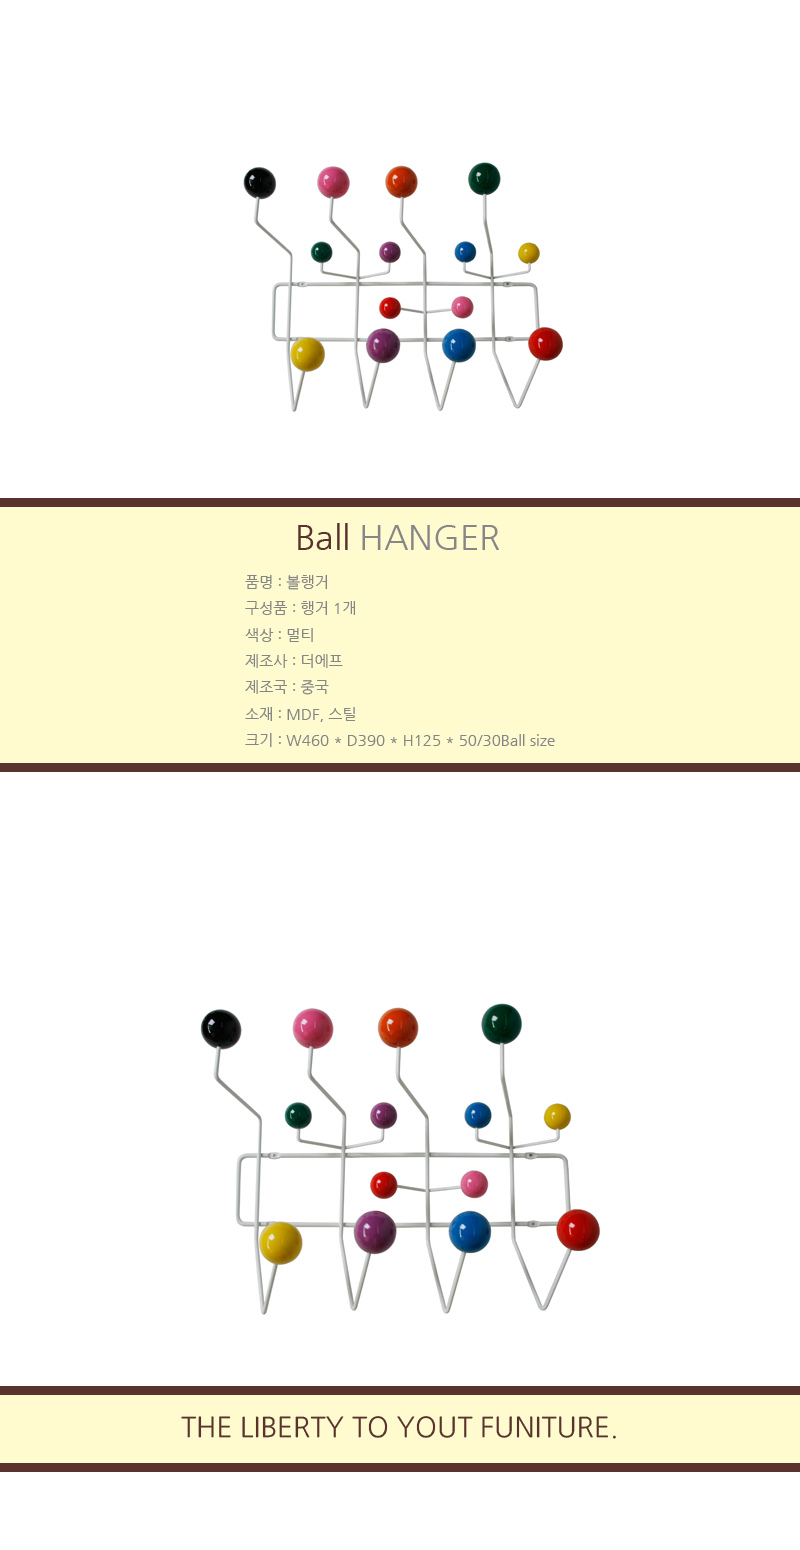 Ball HANGER
품명 : 볼행거
구성품 : 행거 1개
색상 : 멀티
제조사 : 더에프
제조국 : 중국
소재 : MDF, 스틸
크기 : W460 * D390 * H125 * 50/30Ball size
THE LIBERTY TO YOUT FUNITURE.